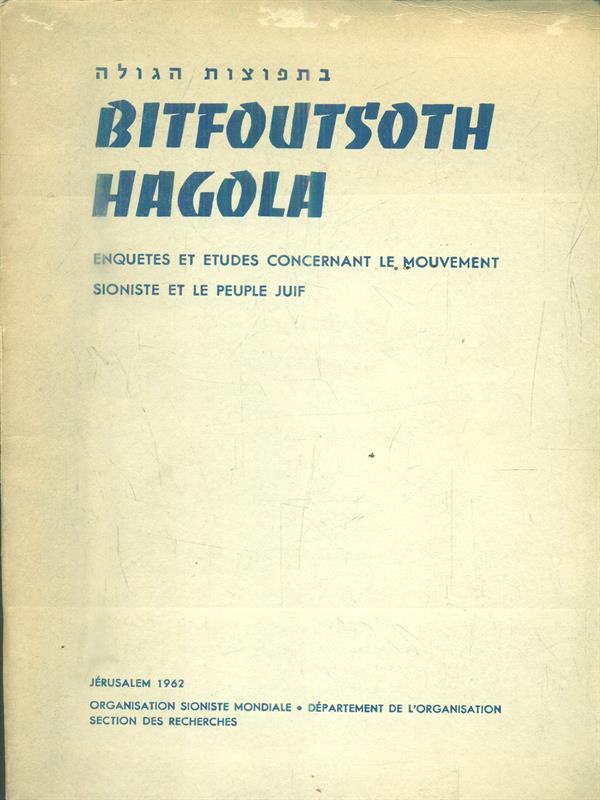 בתפוצות הגולה
BITFOUTSOTH
HAGOLA
ENQUETES ET ETUDES CONCERNANT LE MOUVEMENT
SIONISTE ET LE PEUPLE JUIF
JÉRUSALEM 1962
ORGANISATION SIONISTE MONDIALE • DÉPARTEMENT DE L'ORGANISATION
SECTION DES RECHERCHES